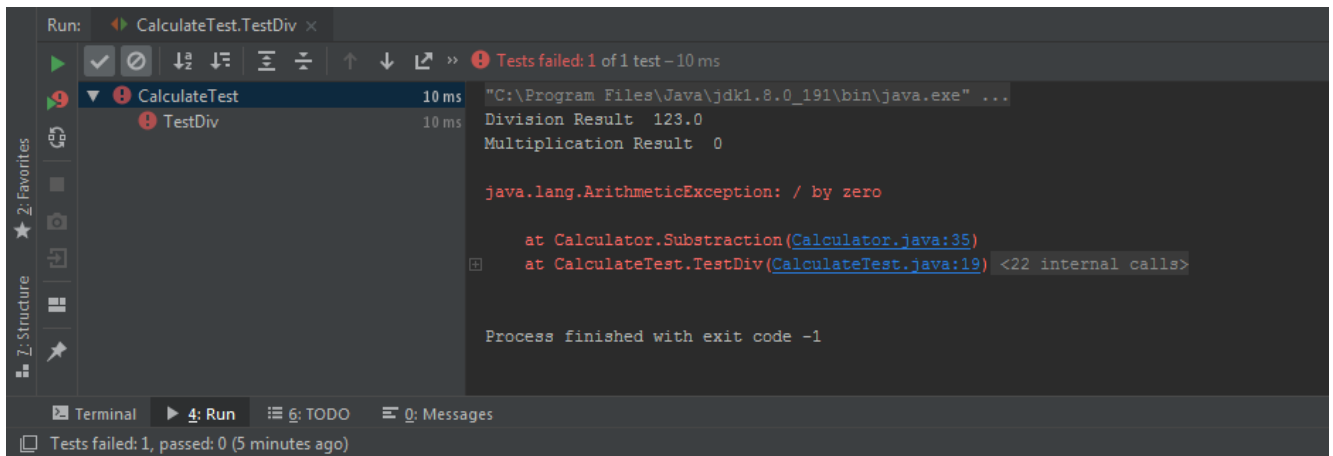 Run: CalculateTest.TestDiv ×
» Tests failed: 1 of 1 test – 10 ms
CalculateTest 10 ms
TestDiv 10 ms
"C:\Program Files\Java\jdk1.8.0_191\bin\java.exe" ...
Division Result  123.0
Multiplication Result  0
java.lang.ArithmeticException: / by zero
at Calculator.Substraction(Calculator.java:35)
at CalculateTest.TestDiv(CalculateTest.java:19) <22 internal calls>
Process finished with exit code -1
2: Favorites
7: Structure
Terminal 4: Run 6: TODO 0: Messages
Tests failed: 1, passed: 0 (5 minutes ago)